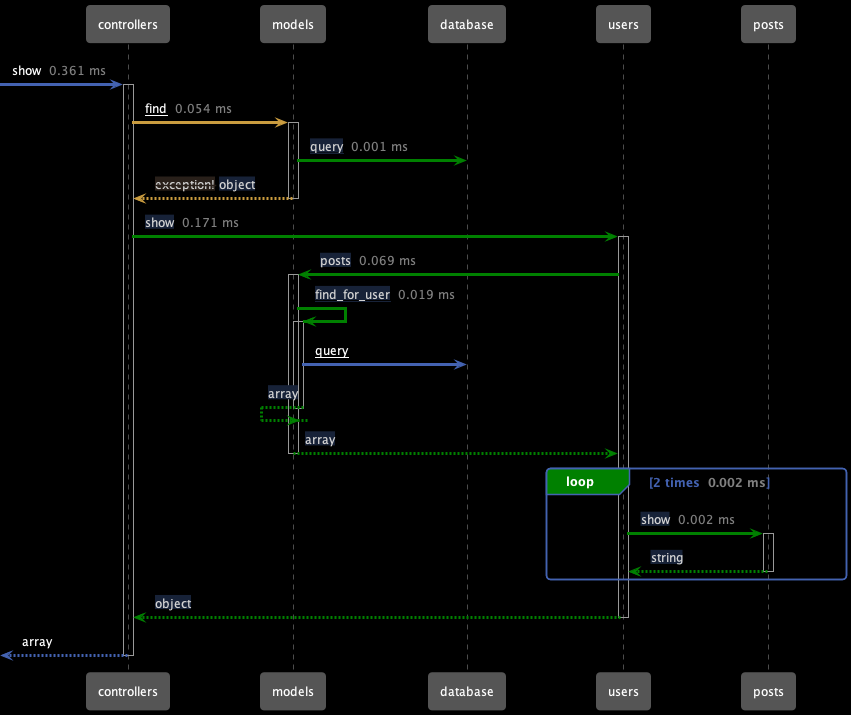 controllers models database users posts
show 0.361 ms
find 0.054 ms
query 0.001 ms
exception! object
show 0.171 ms
posts 0.069 ms
find_for_user 0.019 ms
query
array
array
loop [2 times 0.002 ms]
show 0.002 ms
string
object
array
controllers models database users posts